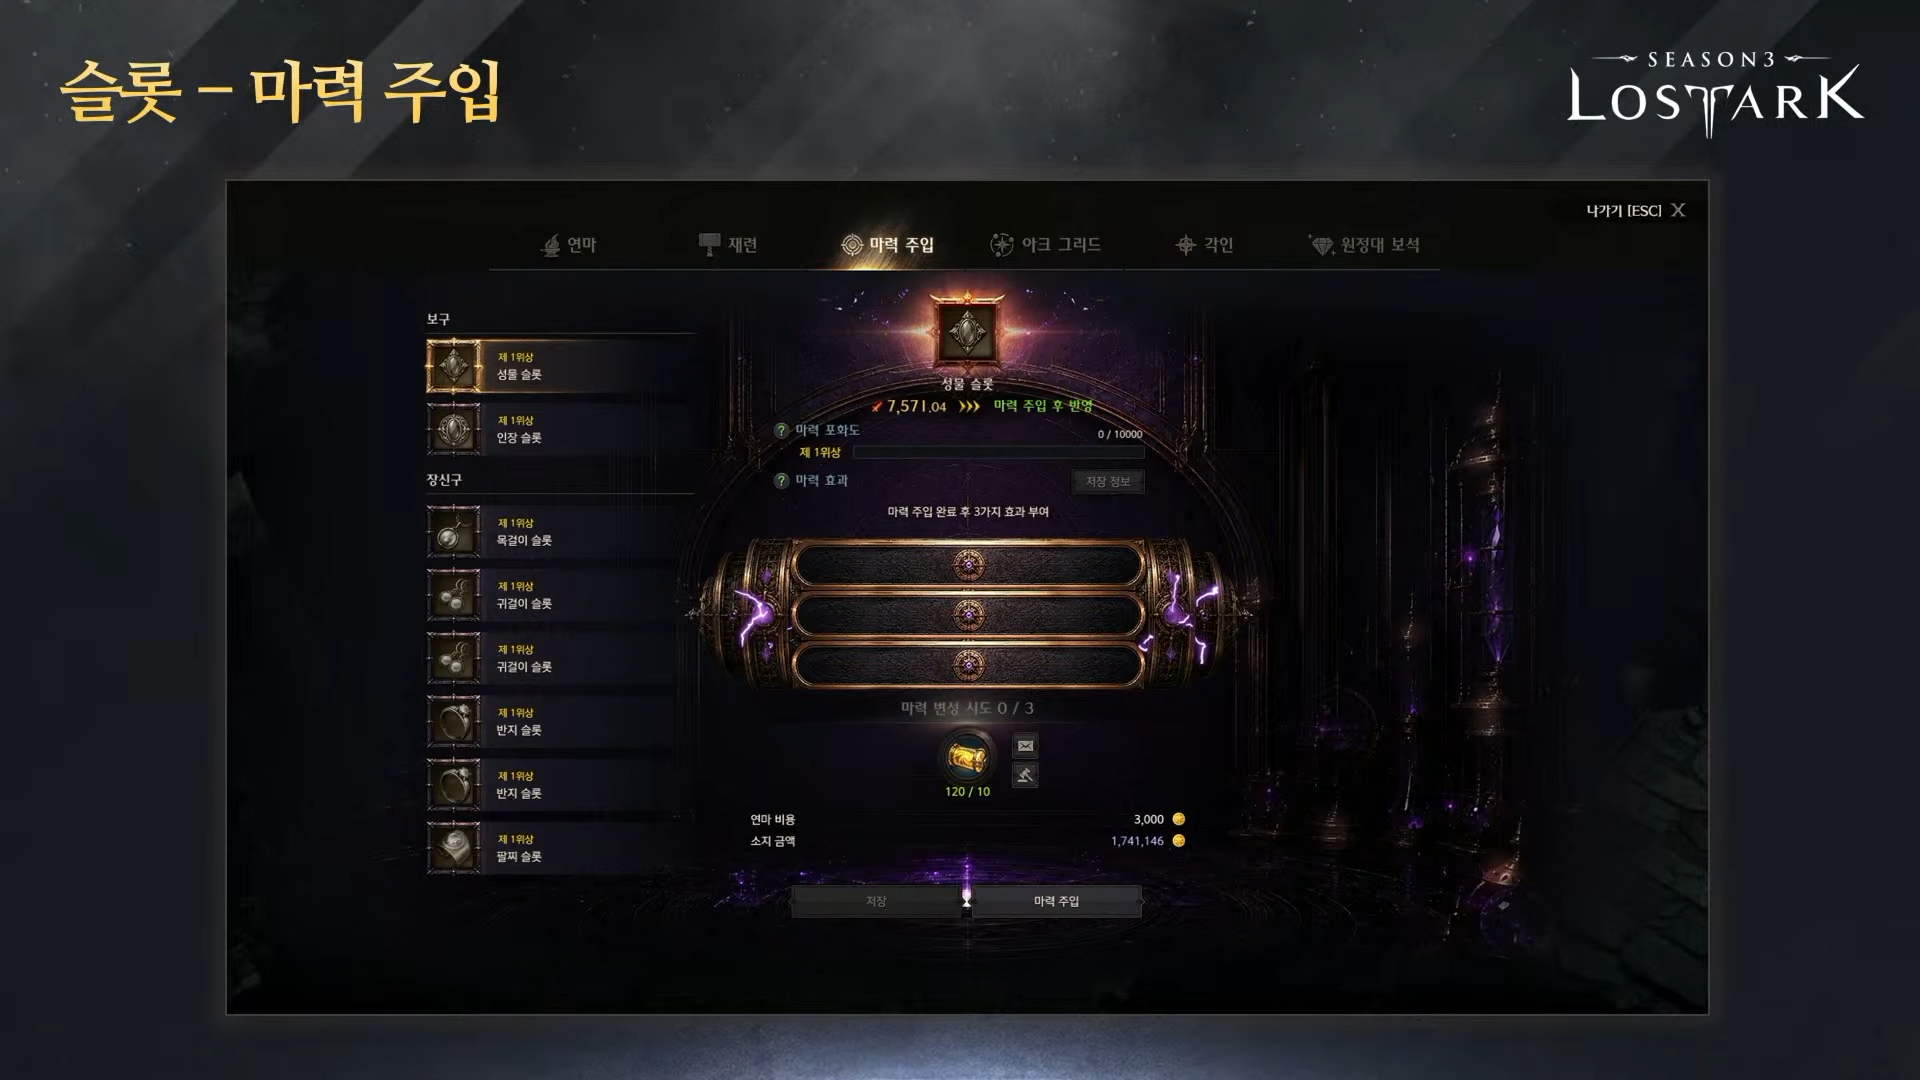 슬롯 – 마력 주입
SEASON 3
LOST ARK
나가기 [ESC] X
연마
재련
마력 주입
아크 그리드
각인
원정대 보석
보구
제 1위상
성물 슬롯
제 1위상
인장 슬롯
장신구
제 1위상
목걸이 슬롯
제 1위상
귀걸이 슬롯
제 1위상
귀걸이 슬롯
제 1위상
반지 슬롯
제 1위상
반지 슬롯
제 1위상
팔찌 슬롯
성물 슬롯
7,571.04 마력 주입 후 반영
? 마력 포화도
0 / 10000
제 1위상
? 마력 효과
저장 정보
마력 주입 완료 후 3가지 효과 부여
마력 변성 시도 0 / 3
120 / 10
연마 비용 3,000
소지 금액 1,741,146
저장
마력 주입